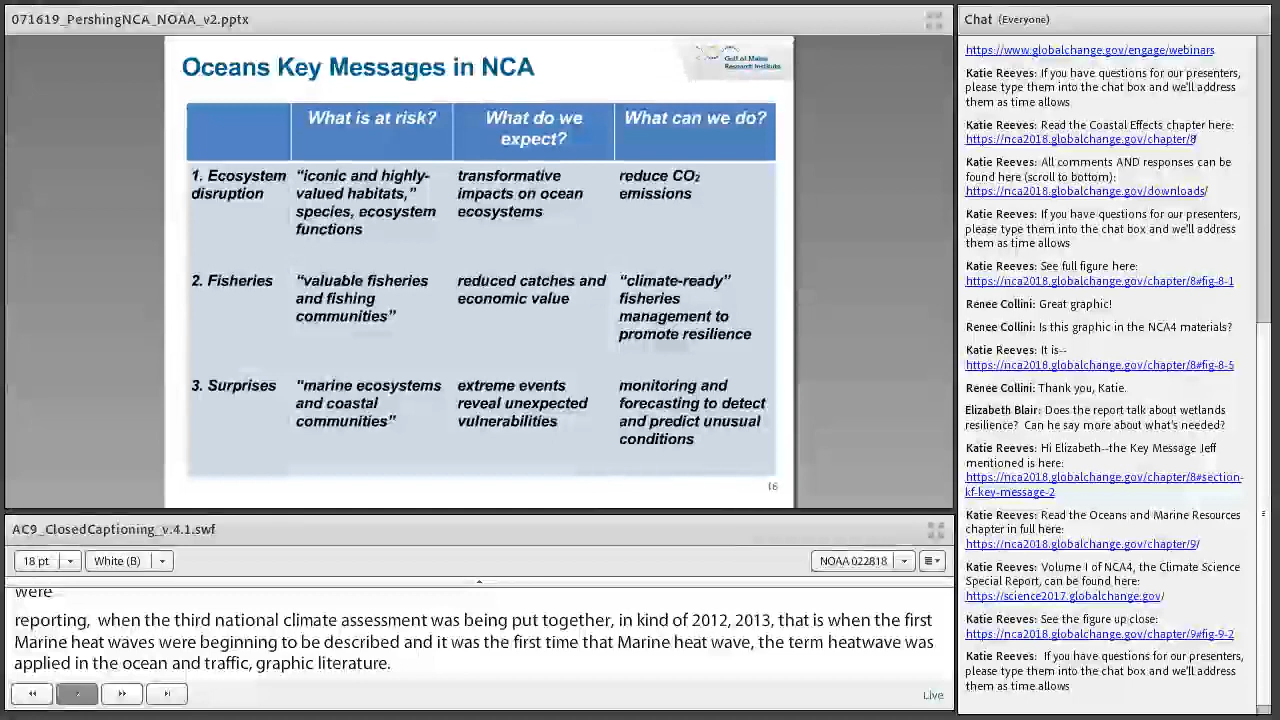 071619_PershingNCA_NOAA_v2.pptx
Oceans Key Messages in NCA
Gulf of Maine
Research Institute
What is at risk?
What do we
expect?
What can we do?
1. Ecosystem
disruption
“iconic and highly-
valued habitats,”
species, ecosystem
functions
transformative
impacts on ocean
ecosystems
reduce CO₂
emissions
2. Fisheries
“valuable fisheries
and fishing
communities”
reduced catches and
economic value
“climate-ready”
fisheries
management to
promote resilience
3. Surprises
“marine ecosystems
and coastal
communities”
extreme events
reveal unexpected
vulnerabilities
monitoring and
forecasting to detect
and predict unusual
conditions
16
AC9_ClosedCaptioning_v.4.1.swf
18 pt
White (B)
NOAA 022818
were
reporting, when the third national climate assessment was being put together, in kind of 2012, 2013, that is when the first
Marine heat waves were beginning to be described and it was the first time that Marine heat wave, the term heatwave was
applied in the ocean and traffic, graphic literature.
Live
Chat (Everyone)
https://www.globalchange.gov/engage/webinars
Katie Reeves: If you have questions for our presenters,
please type them into the chat box and we'll address
them as time allows
Katie Reeves: Read the Coastal Effects chapter here:
https://nca2018.globalchange.gov/chapter/8/
Katie Reeves: All comments AND responses can be
found here (scroll to bottom):
https://nca2018.globalchange.gov/downloads/
Katie Reeves: If you have questions for our presenters,
please type them into the chat box and we'll address
them as time allows
Katie Reeves: See full figure here:
https://nca2018.globalchange.gov/chapter/8#fig-8-1
Renee Collini: Great graphic!
Renee Collini: Is this graphic in the NCA4 materials?
Katie Reeves: It is--
https://nca2018.globalchange.gov/chapter/8#fig-8-5
Renee Collini: Thank you, Katie.
Elizabeth Blair: Does the report talk about wetlands
resilience? Can he say more about what's needed?
Katie Reeves: Hi Elizabeth--the Key Message Jeff
mentioned is here:
https://nca2018.globalchange.gov/chapter/8#section-
kf-key-message-2
Katie Reeves: Read the Oceans and Marine Resources
chapter in full here:
https://nca2018.globalchange.gov/chapter/9/
Katie Reeves: Volume I of NCA4, the Climate Science
Special Report, can be found here:
https://science2017.globalchange.gov/
Katie Reeves: See the figure up close:
https://nca2018.globalchange.gov/chapter/9#fig-9-2
Katie Reeves: If you have questions for our presenters,
please type them into the chat box and we'll address
them as time allows